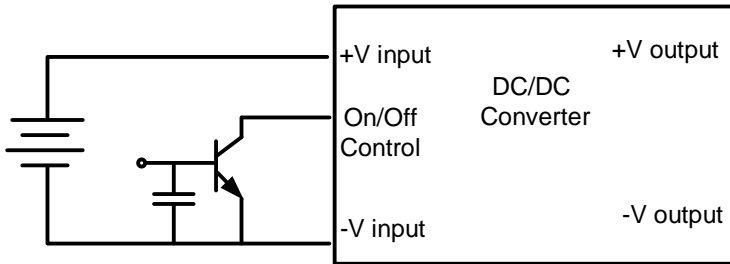 +V input
+V output
DC/DC
Converter
On/Off
Control
-V input
-V output